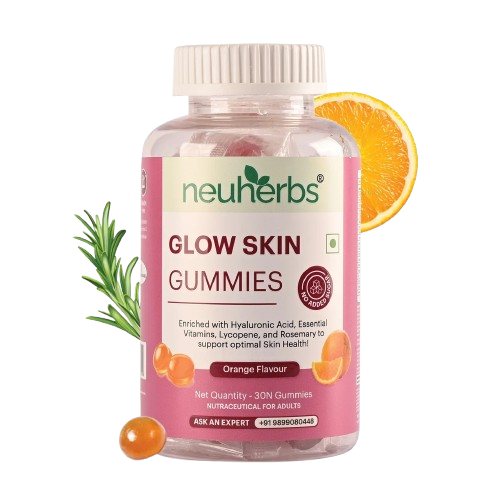 neuherbs®
GLOW SKIN
GUMMIES
NO ADDED SUGAR
Enriched with Hyaluronic Acid, Essential
Vitamins, Lycopene, and Rosemary to
support optimal Skin Health!
Orange Flavour
Net Quantity - 30N Gummies
NUTRACEUTICAL FOR ADULTS
ASK AN EXPERT +91 9899080448